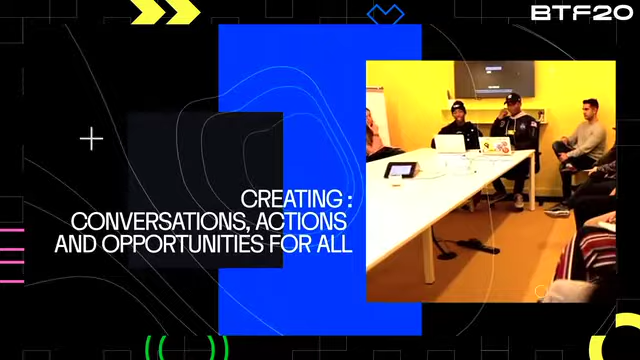 BTF20
CREATING :
CONVERSATIONS, ACTIONS
AND OPPORTUNITIES FOR ALL